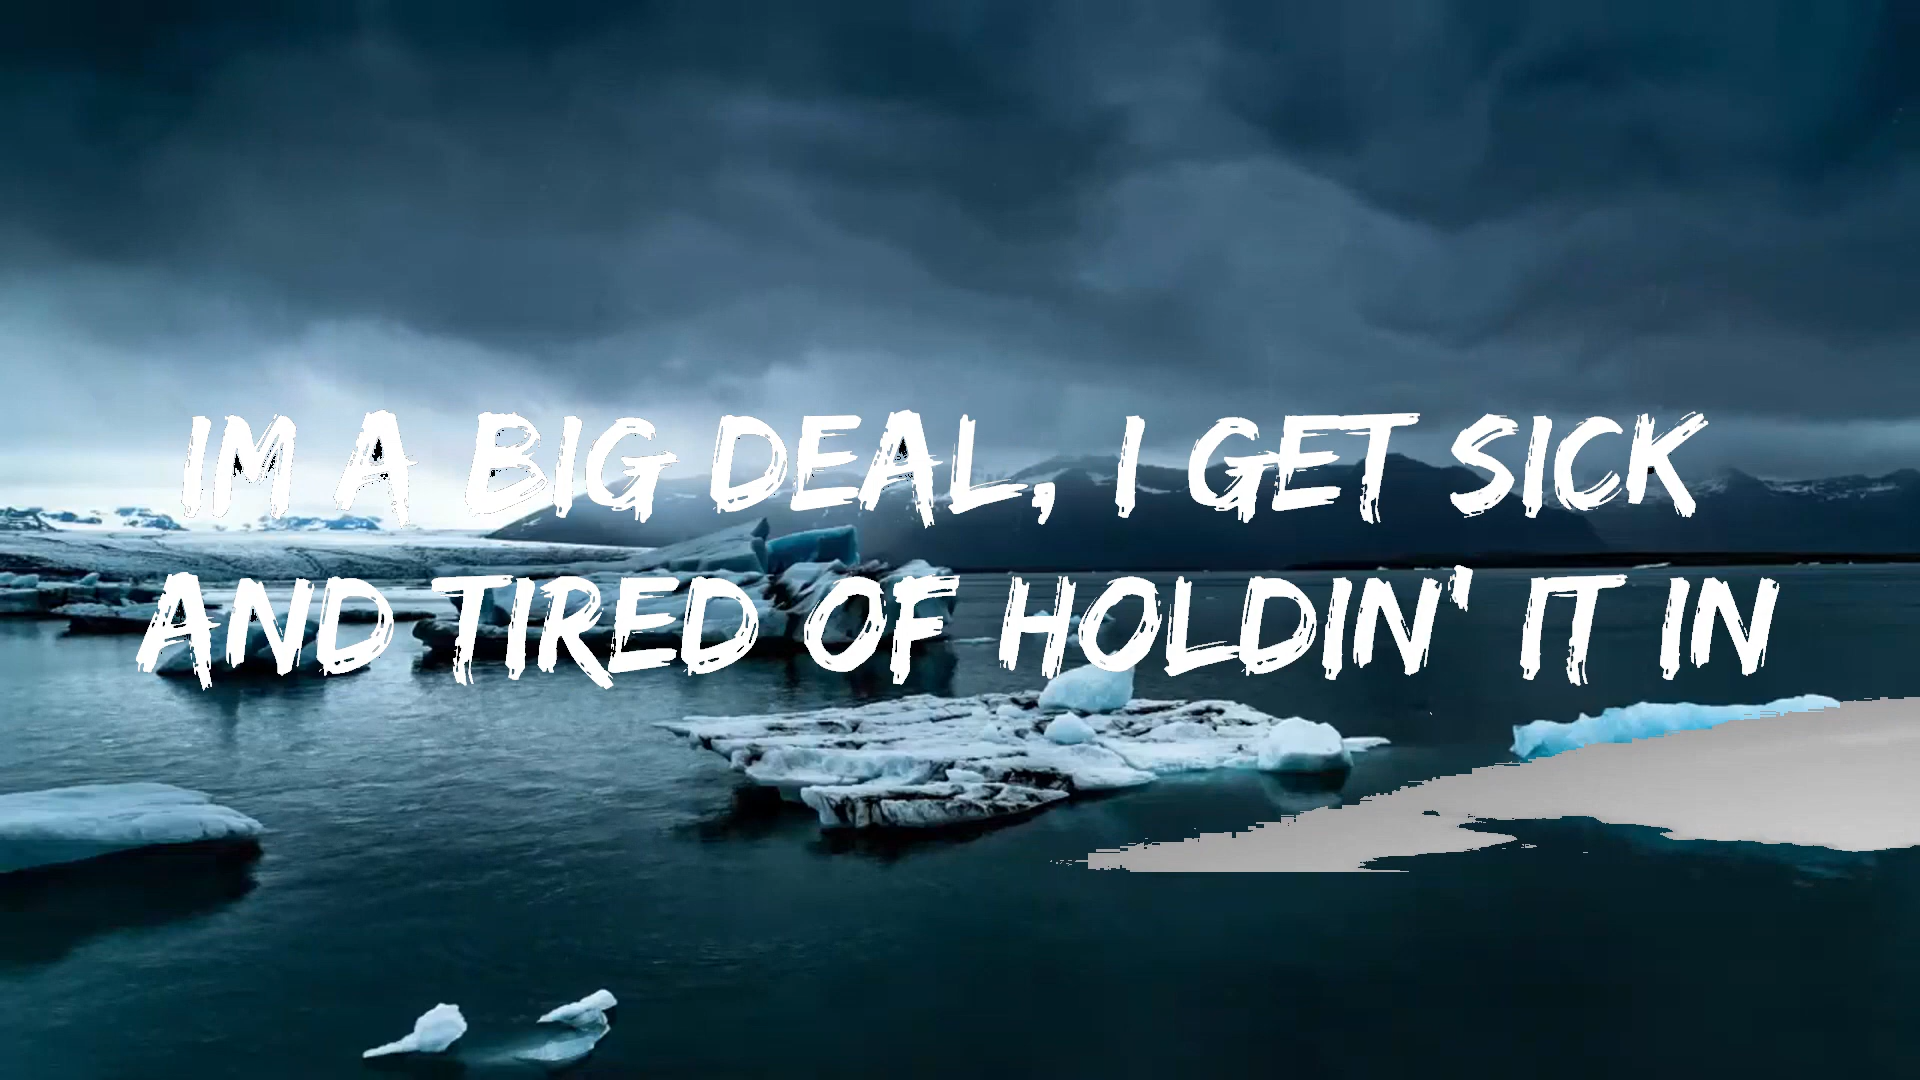 IM A BIG DEAL, I GET SICK
AND TIRED OF HOLDIN' IT IN